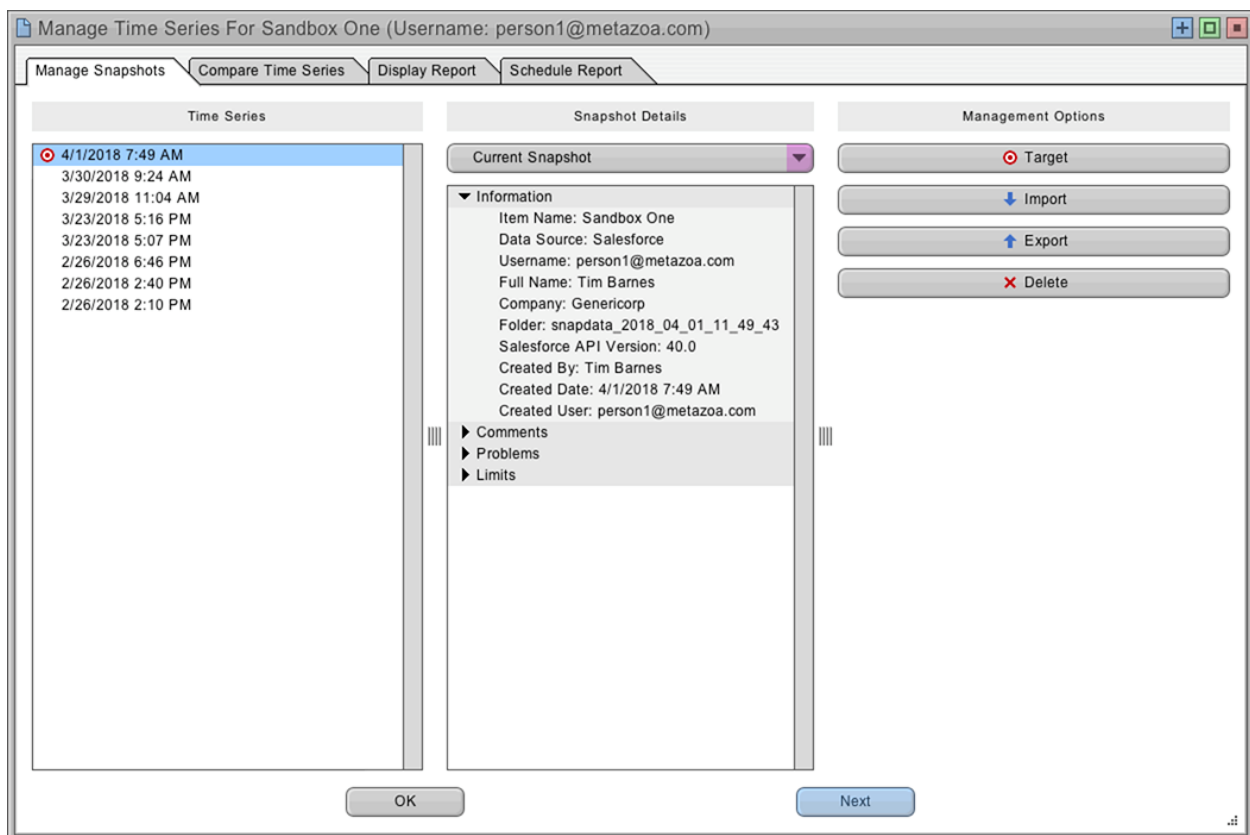 Manage Time Series For Sandbox One (Username: person1@metazoa.com)
Manage Snapshots
Compare Time Series
Display Report
Schedule Report
Time Series
4/1/2018 7:49 AM
3/30/2018 9:24 AM
3/29/2018 11:04 AM
3/23/2018 5:16 PM
3/23/2018 5:07 PM
2/26/2018 6:46 PM
2/26/2018 2:40 PM
2/26/2018 2:10 PM
Snapshot Details
Current Snapshot
Information
Item Name: Sandbox One
Data Source: Salesforce
Username: person1@metazoa.com
Full Name: Tim Barnes
Company: Genericorp
Folder: snapdata_2018_04_01_11_49_43
Salesforce API Version: 40.0
Created By: Tim Barnes
Created Date: 4/1/2018 7:49 AM
Created User: person1@metazoa.com
Comments
Problems
Limits
Management Options
Target
Import
Export
Delete
OK
Next